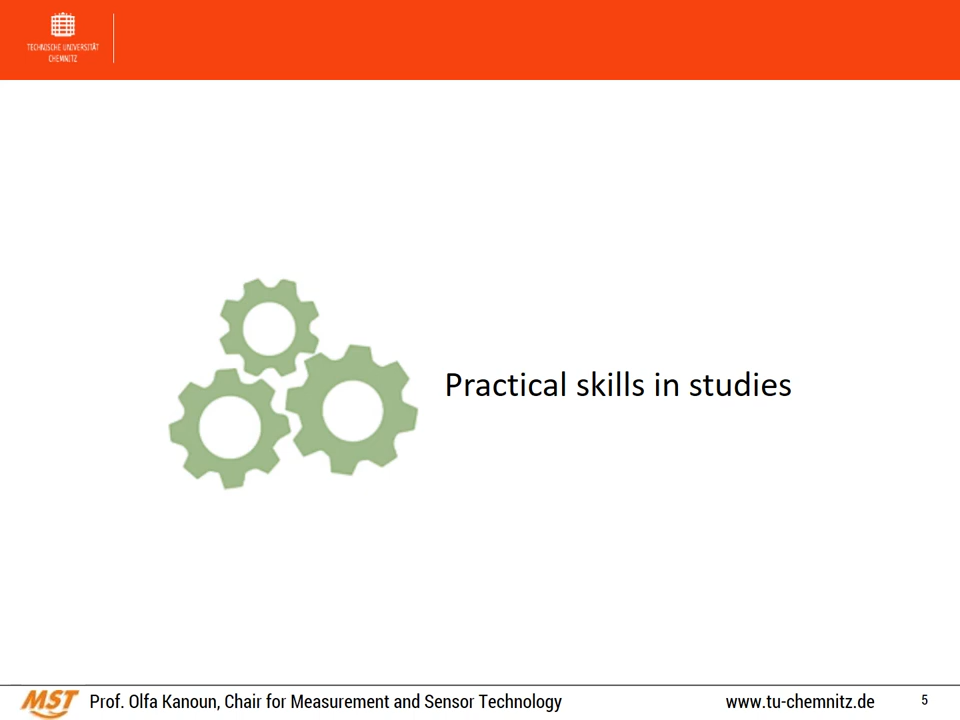 TECHNISCHE UNIVERSITÄT
CHEMNITZ
Practical skills in studies
MST
Prof. Olfa Kanoun, Chair for Measurement and Sensor Technology
www.tu-chemnitz.de
5